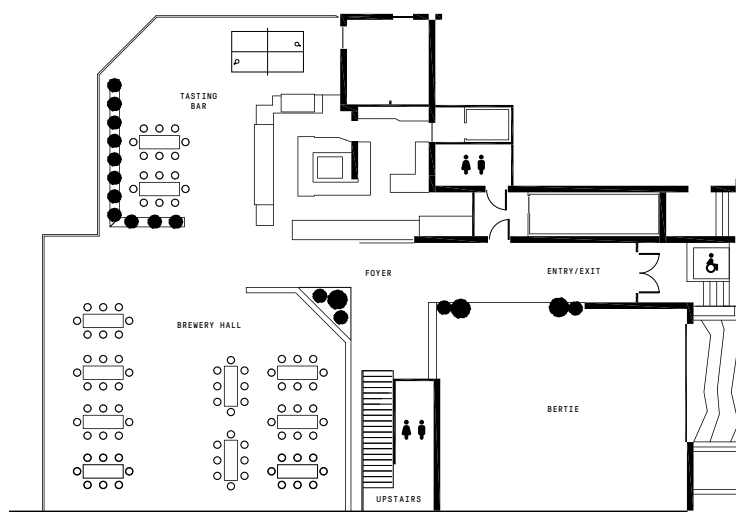 TASTING
BAR
FOYER
ENTRY/EXIT
BREWERY HALL
BERTIE
UPSTAIRS